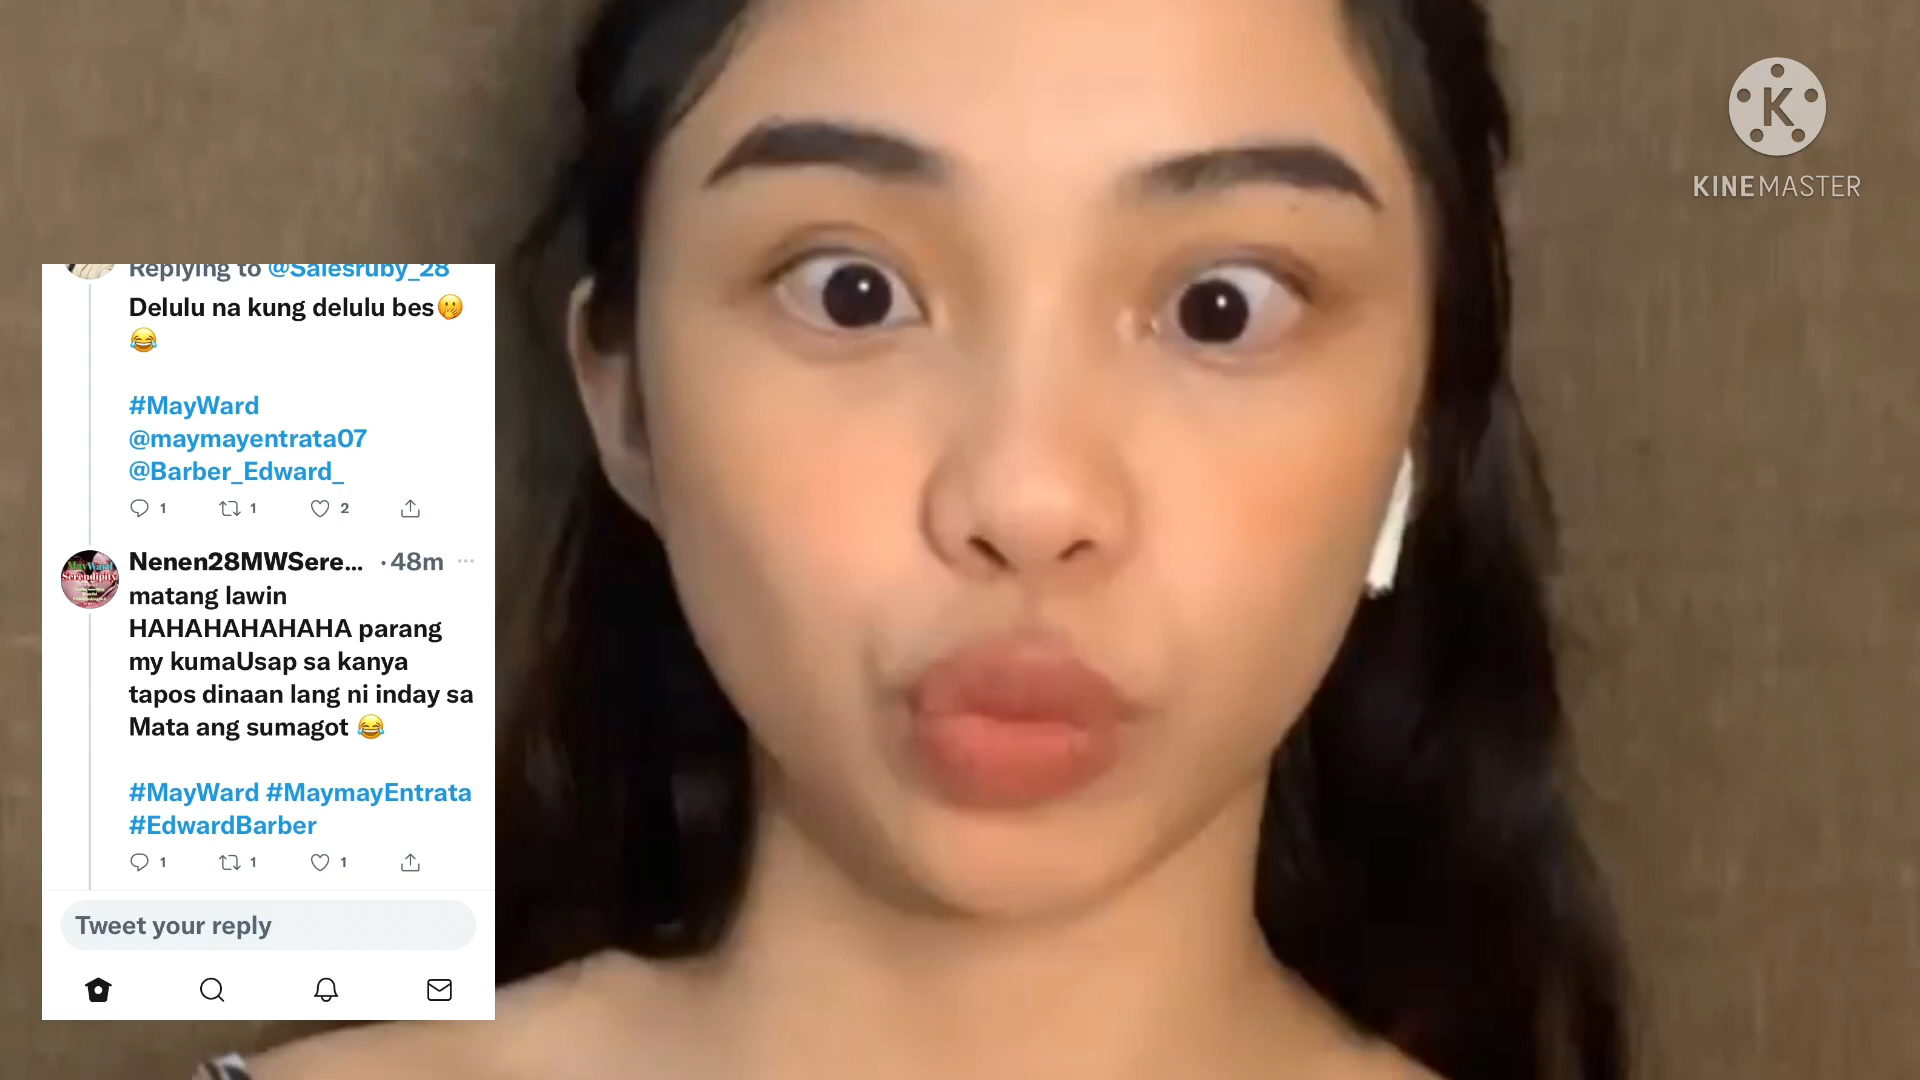 Replying to @Salesruby_28
Delulu na kung delulu bes🤭
😂
#MayWard
@maymayentrata07
@Barber_Edward_
1 1 2
Nenen28MWSere... · 48m ...
matang lawin
HAHAHAHAHAHA parang
my kumaUsap sa kanya
tapos dinaan lang ni inday sa
Mata ang sumagot 😂
#MayWard #MaymayEntrata
#EdwardBarber
1 1 1
Tweet your reply
MayWard
Serendipity
K
KINEMASTER